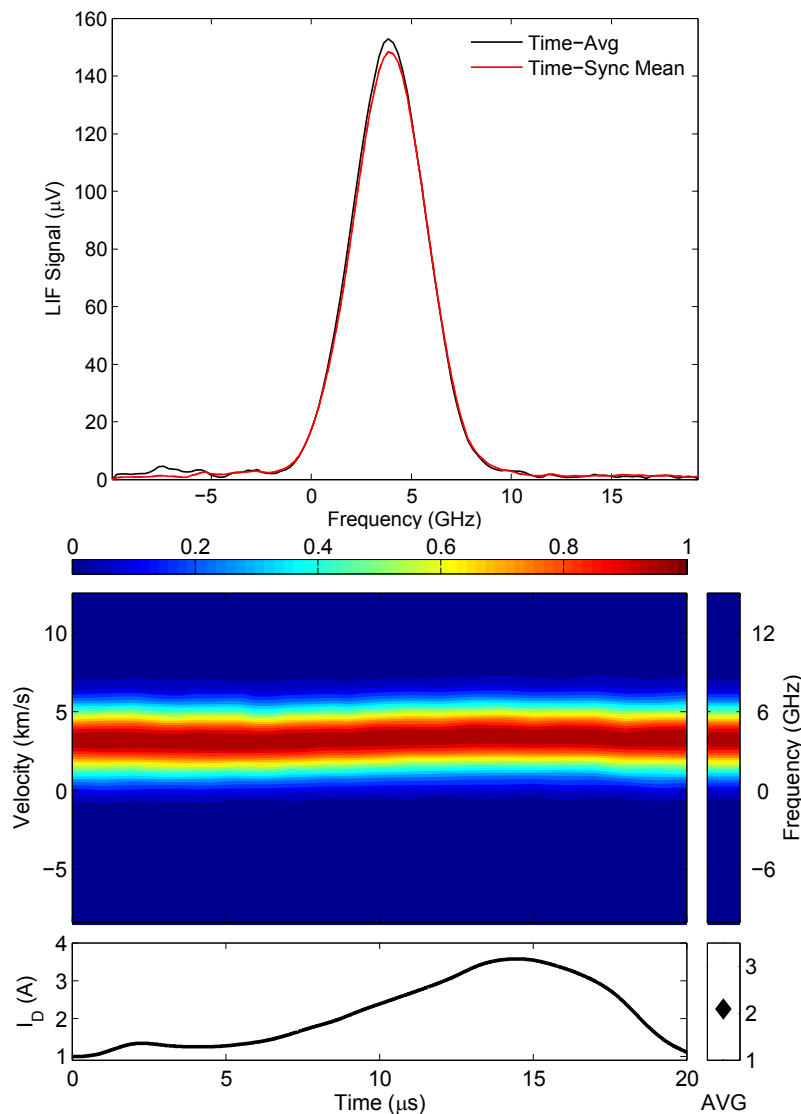 160
140
120
100
80
60
40
20
0
LIF Signal (μV)
Time−Avg
Time−Sync Mean
−5 0 5 10 15
Frequency (GHz)
0 0.2 0.4 0.6 0.8 1
10
5
0
−5
Velocity (km/s)
12
6
0
−6
Frequency (GHz)
4
3
2
1
I_D (A)
3
2
1
0 5 10 15 20 AVG
Time (μs)